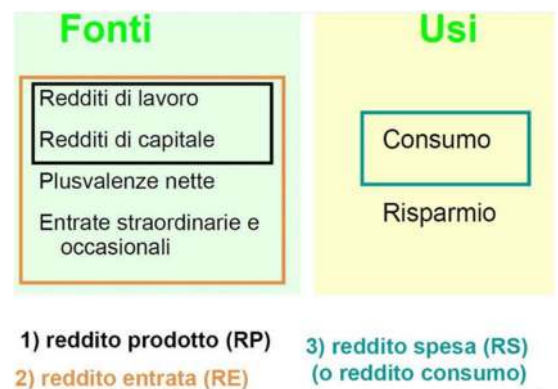 Fonti
Redditi di lavoro
Redditi di capitale
Plusvalenze nette
Entrate straordinarie e
occasionali
Usi
Consumo
Risparmio
1) reddito prodotto (RP)
2) reddito entrata (RE)
3) reddito spesa (RS)
(o reddito consumo)